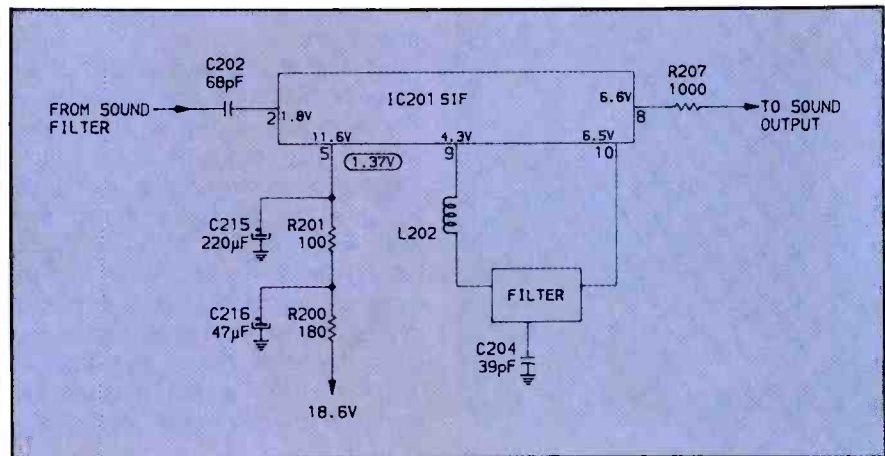 C202
68pF
FROM SOUND
FILTER
2
1.8V
IC201 SIF
11.6V
5
1.37V
4.3V
9
6.5V
10
6.6V
8
R207
1000
TO SOUND
OUTPUT
C215
220µF
R201
100
L202
C216
47µF
R200
180
FILTER
C204
39pF
18.6V